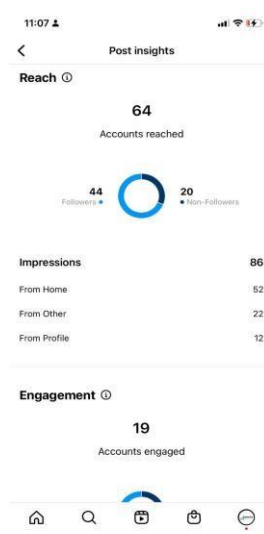 11:07
Post insights
Reach
64
Accounts reached
44 20
Followers Non-Followers
Impressions 86
From Home 52
From Other 22
From Profile 12
Engagement
19
Accounts engaged